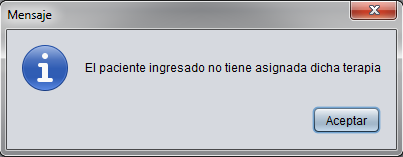 Mensaje
El paciente ingresado no tiene asignada dicha terapia
Aceptar